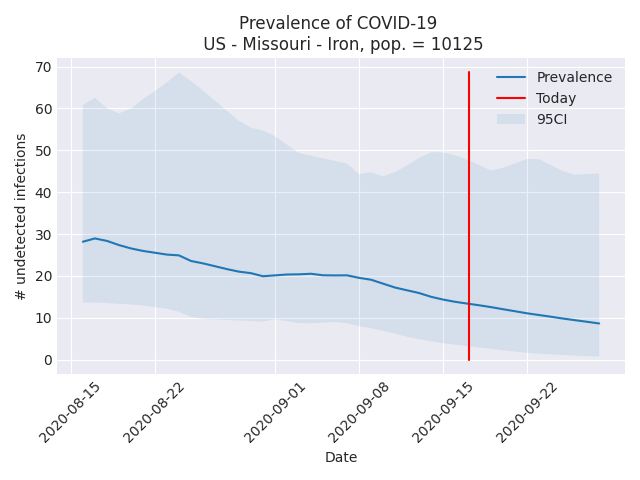 Prevalence of COVID-19
US - Missouri - Iron, pop. = 10125
Prevalence
Today
95CI
# undetected infections
70
60
50
40
30
20
10
0
2020-08-15
2020-08-22
2020-09-01
2020-09-08
2020-09-15
2020-09-22
Date